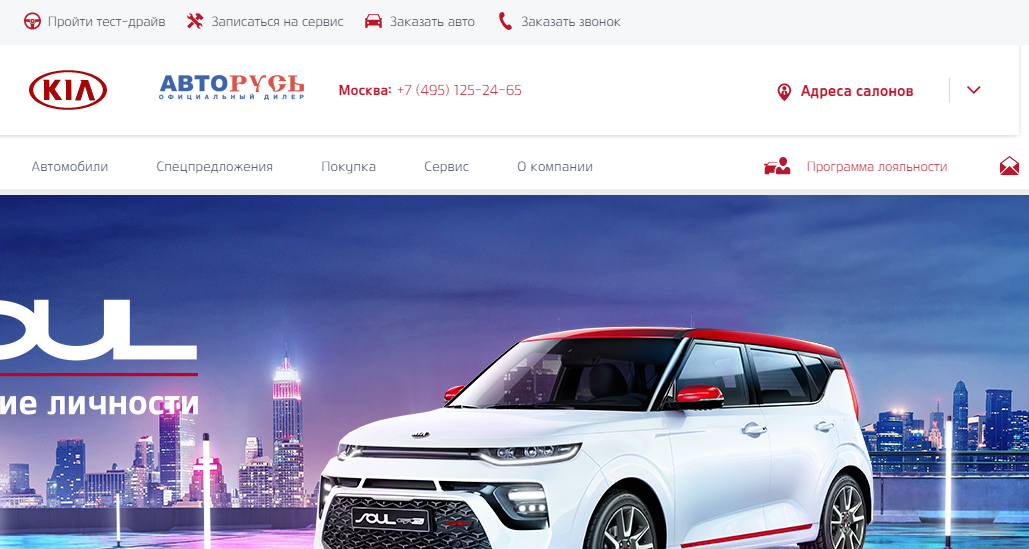 Пройти тест-драйв
Записаться на сервис
Заказать авто
Заказать звонок
KIA
АВТОРУСЬ
ОФИЦИАЛЬНЫЙ ДИЛЕР
Москва: +7 (495) 125-24-65
Адреса салонов
Автомобили
Спецпредложения
Покупка
Сервис
О компании
Программа лояльности
OUL
ие личности
SOUL